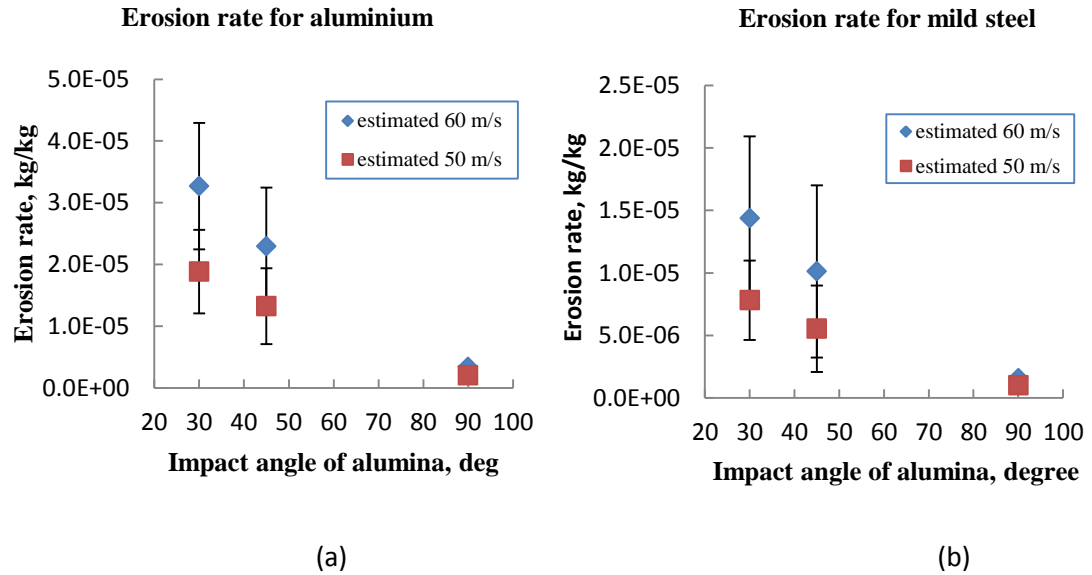 Erosion rate for aluminium
5.0E-05
4.0E-05
3.0E-05
2.0E-05
1.0E-05
0.0E+00
Erosion rate, kg/kg
estimated 60 m/s
estimated 50 m/s
20 30 40 50 60 70 80 90 100
Impact angle of alumina, deg
(a)
Erosion rate for mild steel
2.5E-05
2.0E-05
1.5E-05
1.0E-05
5.0E-06
0.0E+00
Erosion rate, kg/kg
estimated 60 m/s
estimated 50 m/s
20 30 40 50 60 70 80 90 100
Impact angle of alumina, degree
(b)